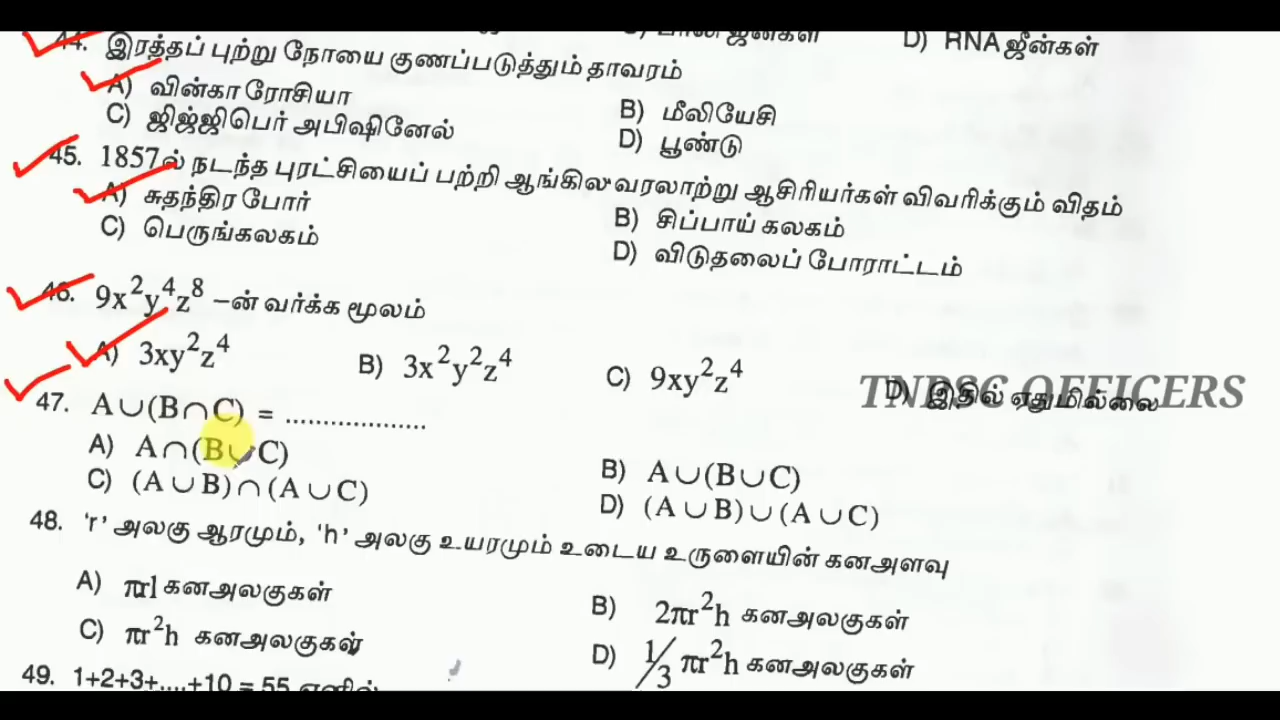 44. இரத்தப் புற்று நோயை குணப்படுத்தும் தாவரம்
D) RNA ஜீன்கள்
A) வின்கா ரோசியா
B) மீலியேசி
C) ஜிஜ்ஜிபெர் அபிஷினேல்
D) பூண்டு
45. 1857ல் நடந்த புரட்சியைப் பற்றி ஆங்கில வரலாற்று ஆசிரியர்கள் விவரிக்கும் விதம்
A) சுதந்திர போர்
B) சிப்பாய் கலகம்
C) பெருங்கலகம்
D) விடுதலைப் போராட்டம்
46. 9x²y⁴z⁸ –ன் வர்க்க மூலம்
A) 3xy²z⁴
B) 3x²y²z⁴
C) 9xy²z⁴
D) இதில் ஏதுமில்லை
TNPSC OFFICERS
47. A∪(B∩C) = ....................
A) A∩(B∪C)
B) A∪(B∪C)
C) (A∪B)∩(A∪C)
D) (A∪B)∪(A∪C)
48. 'r' அலகு ஆரமும், 'h' அலகு உயரமும் உடைய உருளையின் கனஅளவு
A) πrl கனஅலகுகள்
B) 2πr²h கனஅலகுகள்
C) πr²h கனஅலகுகள்
D) 1/3 πr²h கனஅலகுகள்
49. 1+2+3+....+10 = 55 எனில்